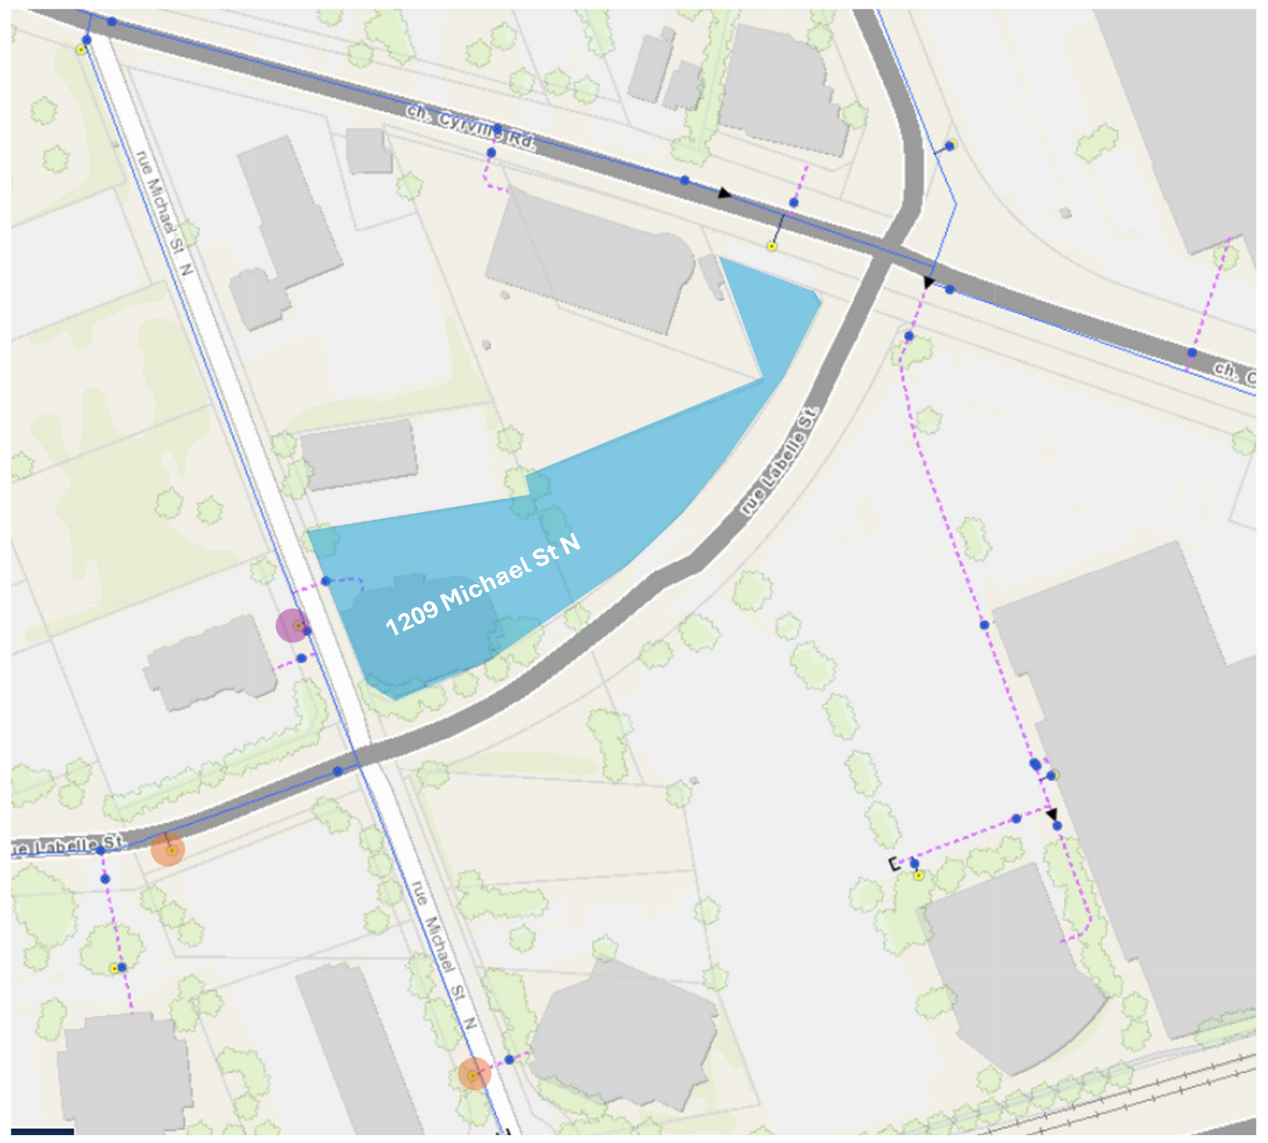 ch. Cyrville Rd.
rue Michael St N
ch. C
rue Labelle St.
1209 Michael St N
ue Labelle St.
E
rue Michael St N